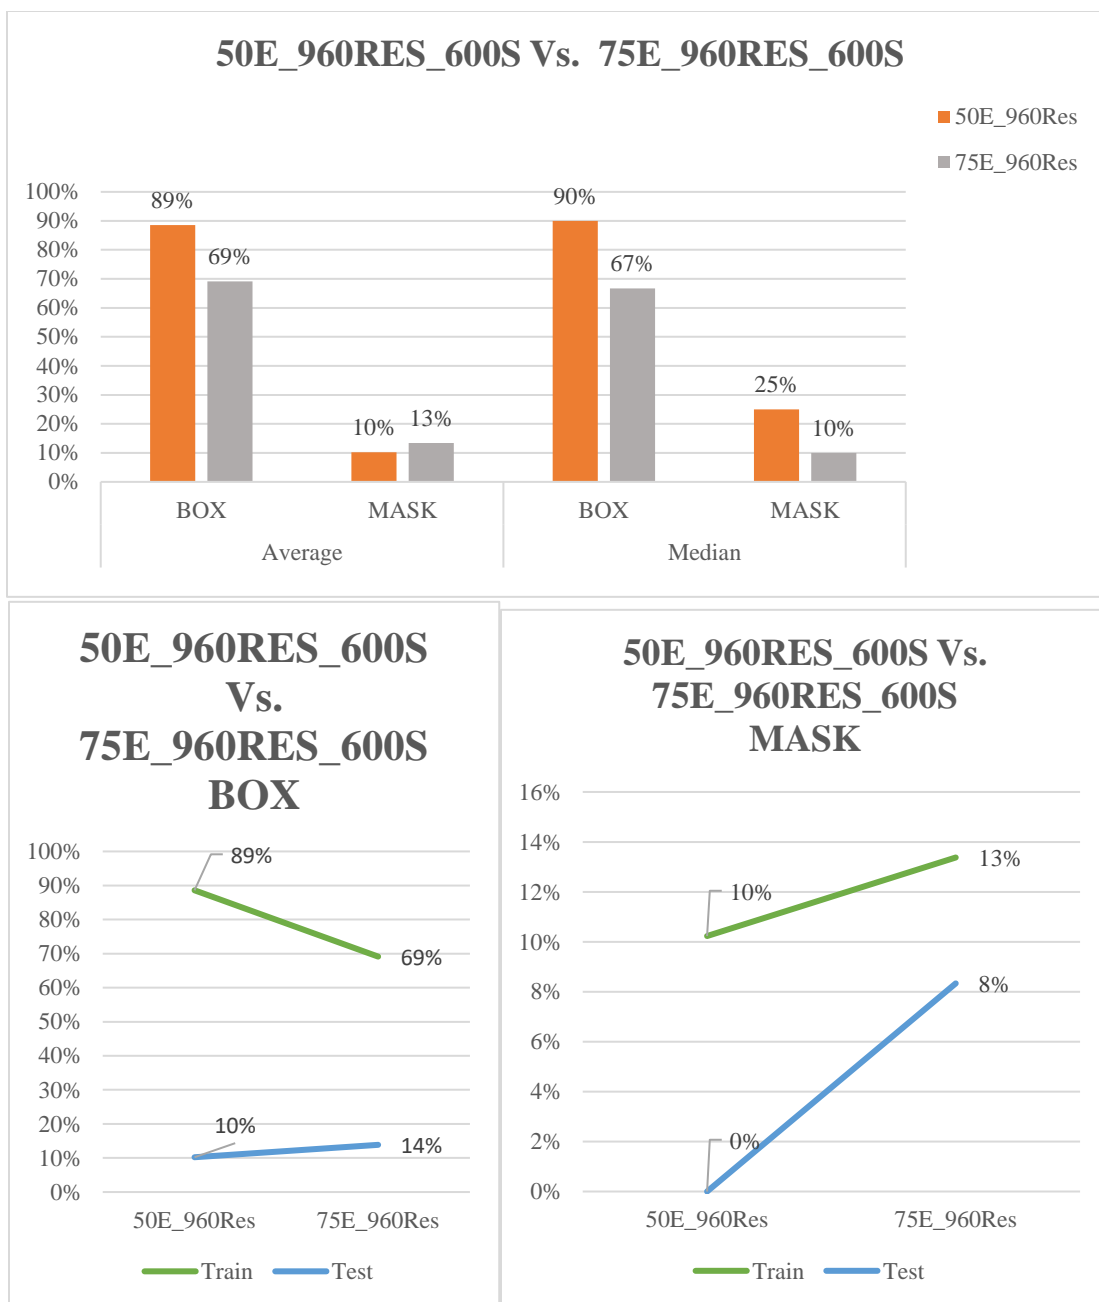 50E_960RES_600S Vs. 75E_960RES_600S
50E_960Res
75E_960Res
100%
90%
80%
70%
60%
50%
40%
30%
20%
10%
0%
89%
69%
10%
13%
90%
67%
25%
10%
BOX
MASK
BOX
MASK
Average
Median
50E_960RES_600S
Vs.
75E_960RES_600S
BOX
100%
90%
80%
70%
60%
50%
40%
30%
20%
10%
0%
89%
69%
10%
14%
50E_960Res
75E_960Res
Train
Test
50E_960RES_600S Vs.
75E_960RES_600S
MASK
16%
14%
12%
10%
8%
6%
4%
2%
0%
10%
13%
0%
8%
50E_960Res
75E_960Res
Train
Test